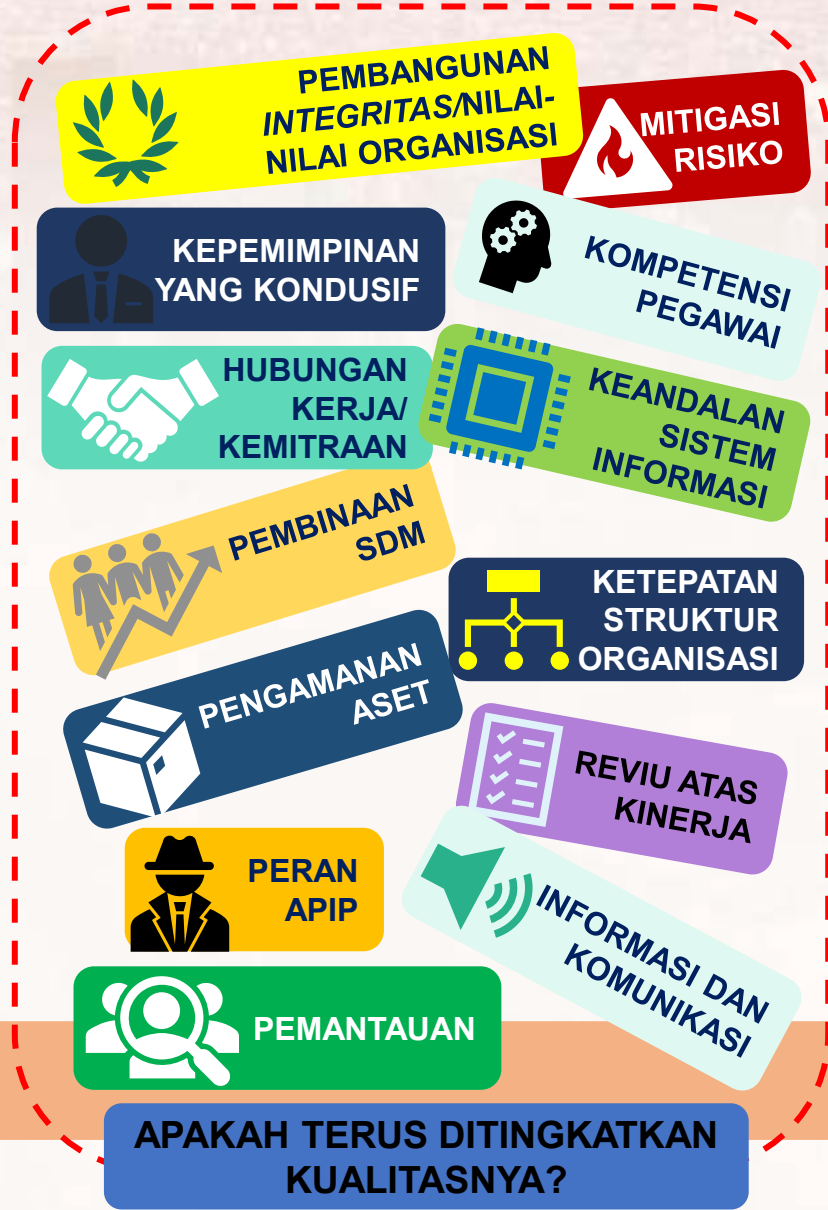 PEMBANGUNAN
INTEGRITAS/NILAI-
NILAI ORGANISASI
MITIGASI
RISIKO
KEPEMIMPINAN
YANG KONDUSIF
KOMPETENSI
PEGAWAI
HUBUNGAN
KERJA/
KEMITRAAN
KEANDALAN
SISTEM
INFORMASI
PEMBINAAN
SDM
KETEPATAN
STRUKTUR
ORGANISASI
PENGAMANAN
ASET
REVIU ATAS
KINERJA
PERAN
APIP
INFORMASI DAN
KOMUNIKASI
PEMANTAUAN
APAKAH TERUS DITINGKATKAN
KUALITASNYA?